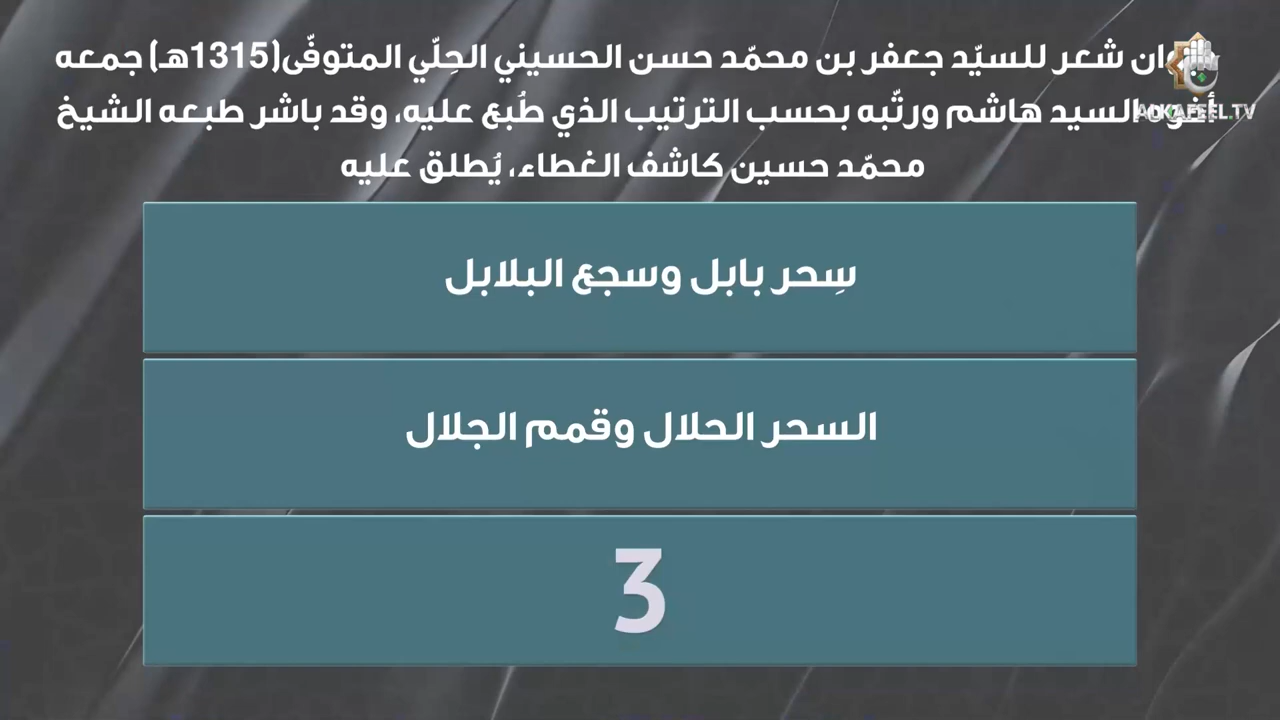 شعر للسيّد جعفر بن محمّد حسن الحسيني الحِلّي المتوفّى(1315هـ) جمعه
السيد هاشم ورتّبه بحسب الترتيب الذي طُبع عليه، وقد باشر طبعه الشيخ
محمّد حسين كاشف الغطاء، يُطلق عليه
سِحر بابل وسجع البلابل
السحر الحلال وقمم الجلال
3
ALKAFEEL.TV